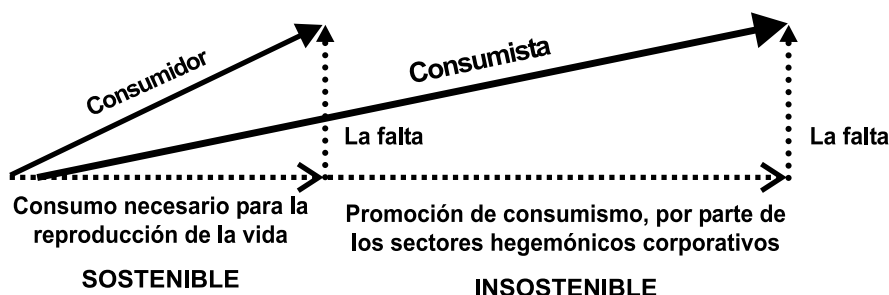 Consumidor
Consumista
La falta
La falta
Consumo necesario para la
reproducción de la vida
Promoción de consumismo, por parte de
los sectores hegemónicos corporativos
SOSTENIBLE
INSOSTENIBLE